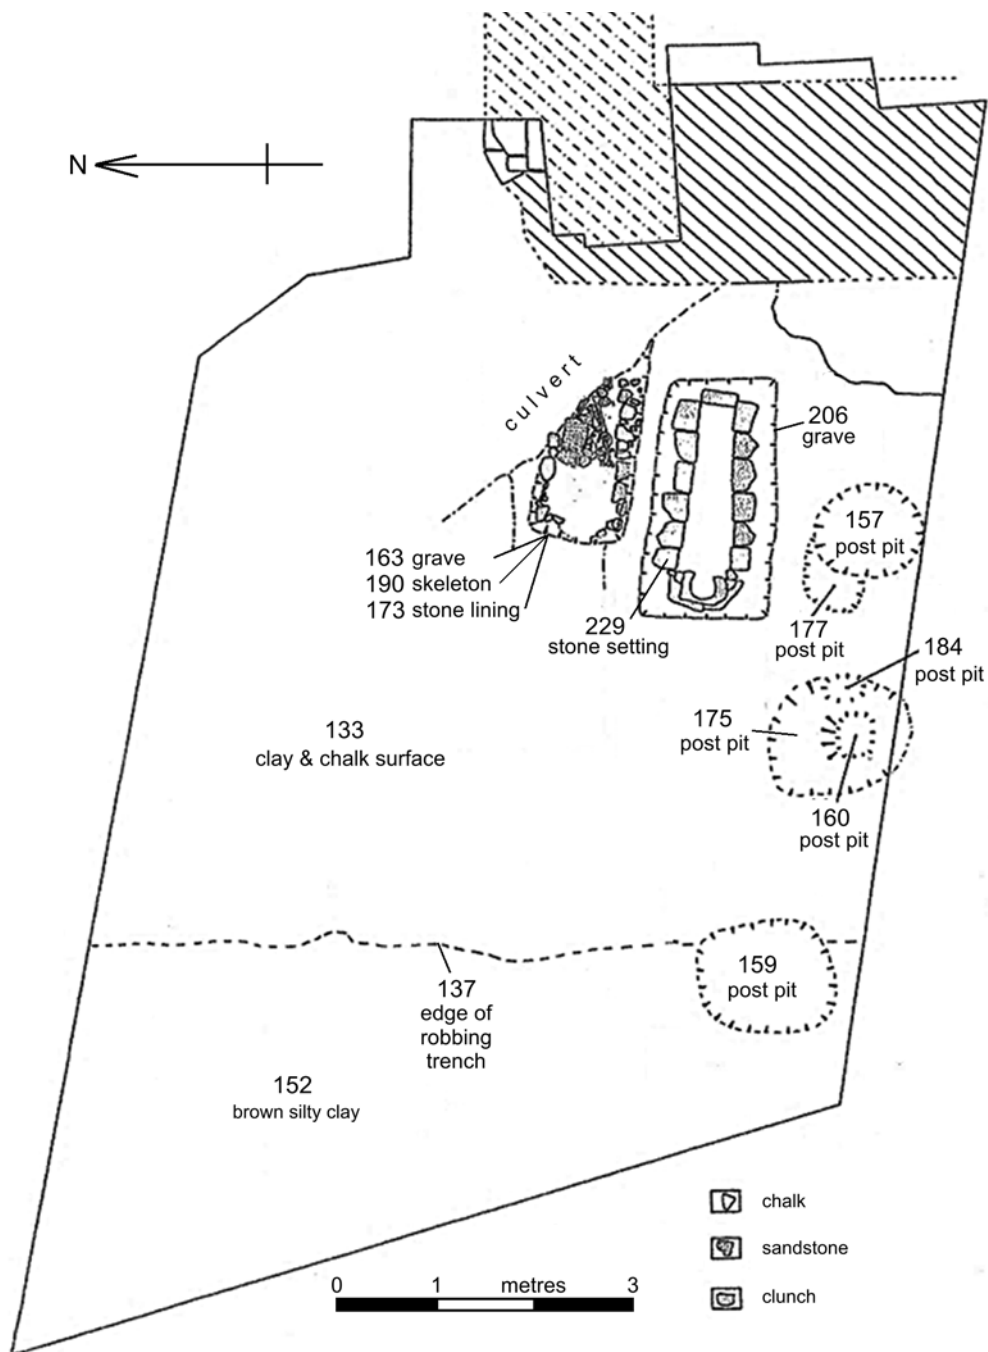 N
culvert
206
grave
157
post pit
163 grave
190 skeleton
173 stone lining
229
stone setting
177
post pit
184
post pit
175
post pit
133
clay & chalk surface
160
post pit
159
post pit
137
edge of
robbing
trench
152
brown silty clay
chalk
sandstone
clunch
0 1 metres 3